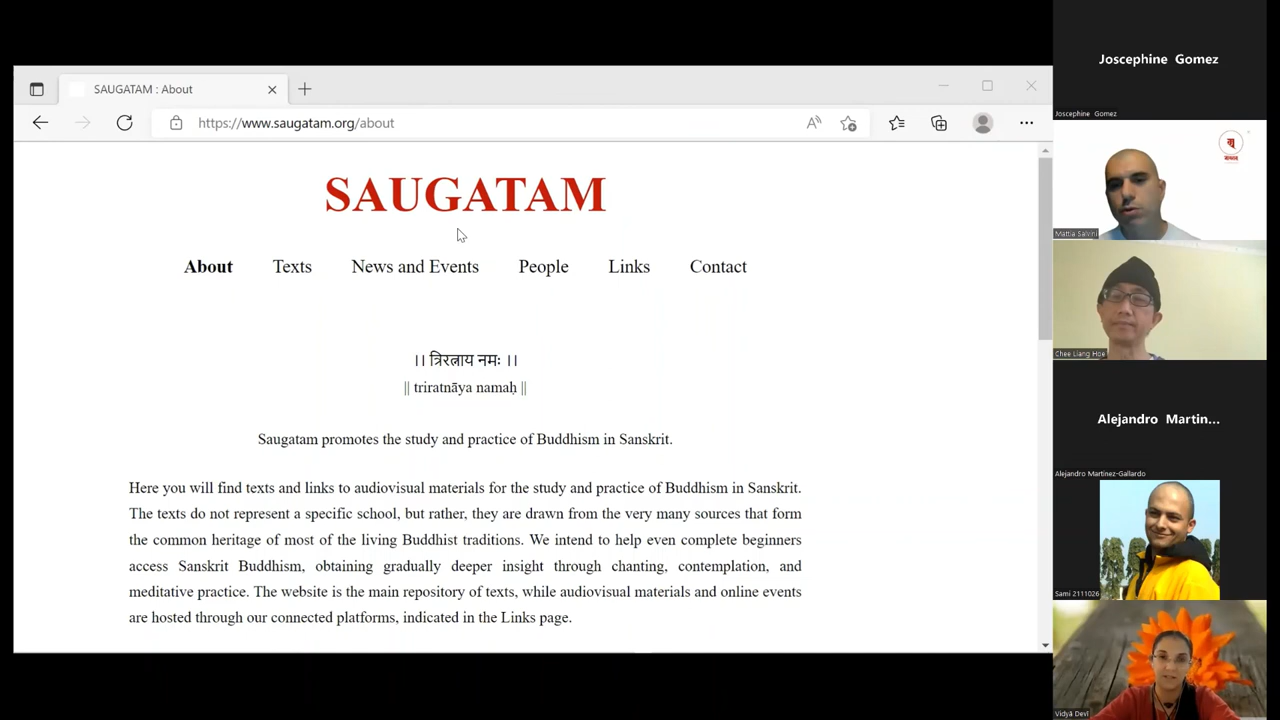 SAUGATAM : About
https://www.saugatam.org/about
SAUGATAM
About Texts News and Events People Links Contact
।। त्रिरत्नाय नमः ।।
|| triratnāya namaḥ ||
Saugatam promotes the study and practice of Buddhism in Sanskrit.
Here you will find texts and links to audiovisual materials for the study and practice of Buddhism in Sanskrit.
The texts do not represent a specific school, but rather, they are drawn from the very many sources that form
the common heritage of most of the living Buddhist traditions. We intend to help even complete beginners
access Sanskrit Buddhism, obtaining gradually deeper insight through chanting, contemplation, and
meditative practice. The website is the main repository of texts, while audiovisual materials and online events
are hosted through our connected platforms, indicated in the Links page.
Joscephine Gomez
Joscephine Gomez
Mattia Salvini
Chee Liang Hoe
Alejandro Martin...
Alejandro Martinez-Gallardo
Sami 2111026
Vidyā Devī